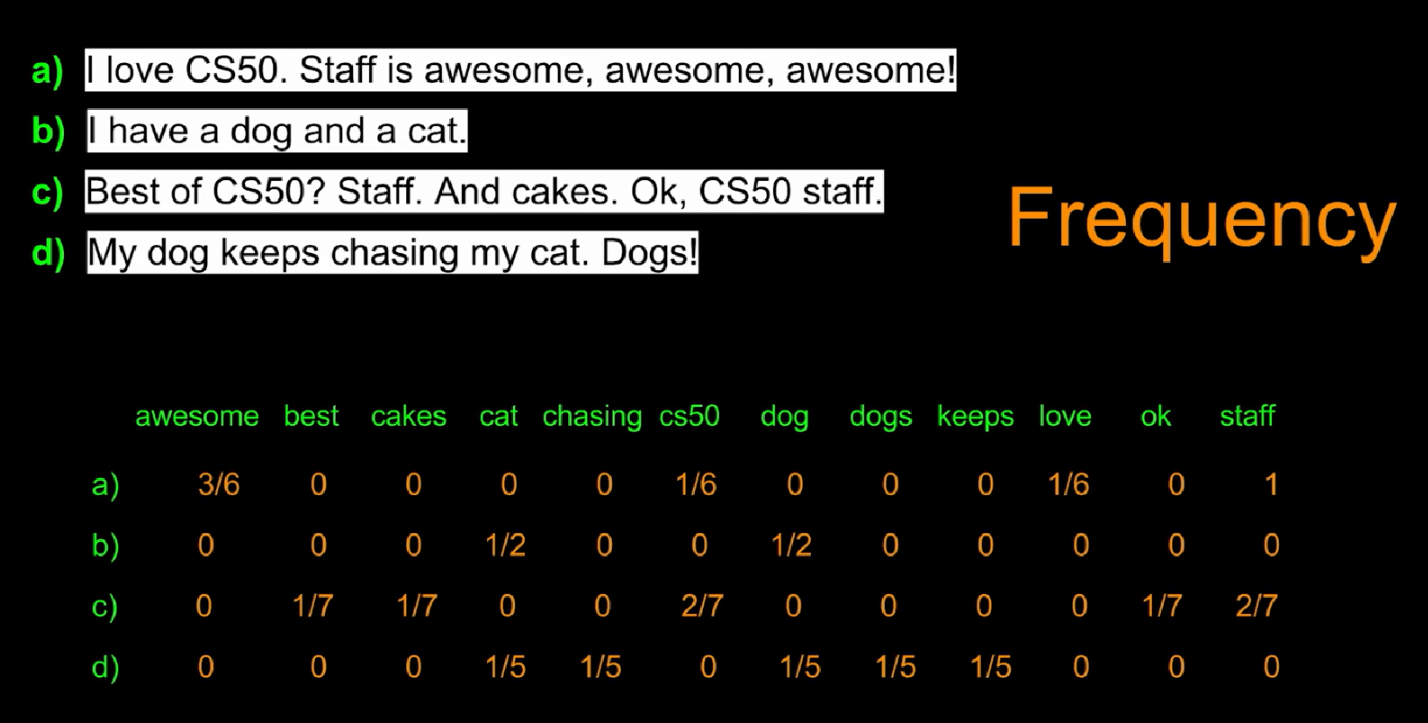 a) I love CS50. Staff is awesome, awesome, awesome!
b) I have a dog and a cat.
c) Best of CS50? Staff. And cakes. Ok, CS50 staff.
d) My dog keeps chasing my cat. Dogs!
Frequency
awesome best cakes cat chasing cs50 dog dogs keeps love ok staff
a) 3/6 0 0 0 0 1/6 0 0 0 1/6 0 1
b) 0 0 0 1/2 0 0 1/2 0 0 0 0 0
c) 0 1/7 1/7 0 0 2/7 0 0 0 0 1/7 2/7
d) 0 0 0 1/5 1/5 0 1/5 1/5 1/5 0 0 0